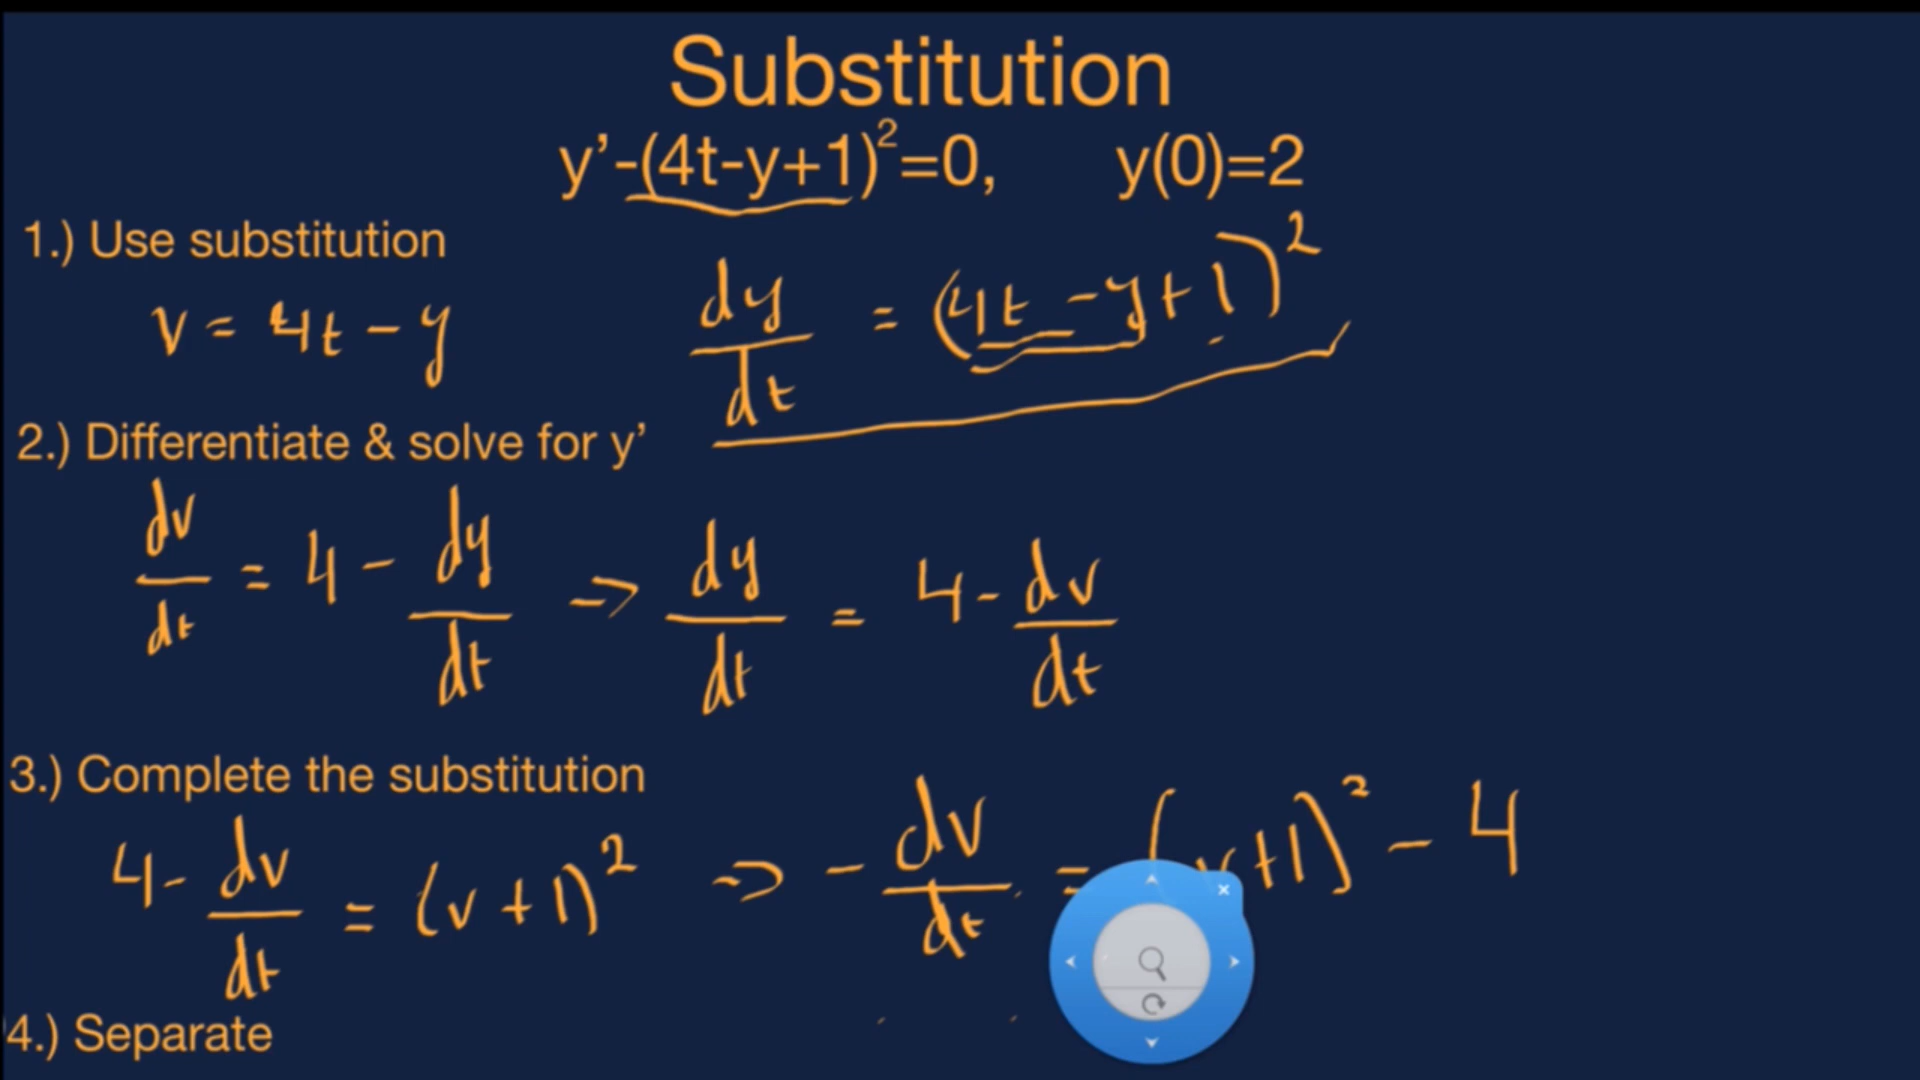 Substitution
y'-(4t-y+1)²=0, y(0)=2
1.) Use substitution
v = 4t - y
dy/dt = (4t - y + 1)²
2.) Differentiate & solve for y'
dv/dt = 4 - dy/dt → dy/dt = 4 - dv/dt
3.) Complete the substitution
4 - dv/dt = (v + 1)² ⇒ - dv/dt = (v+1)² - 4
4.) Separate